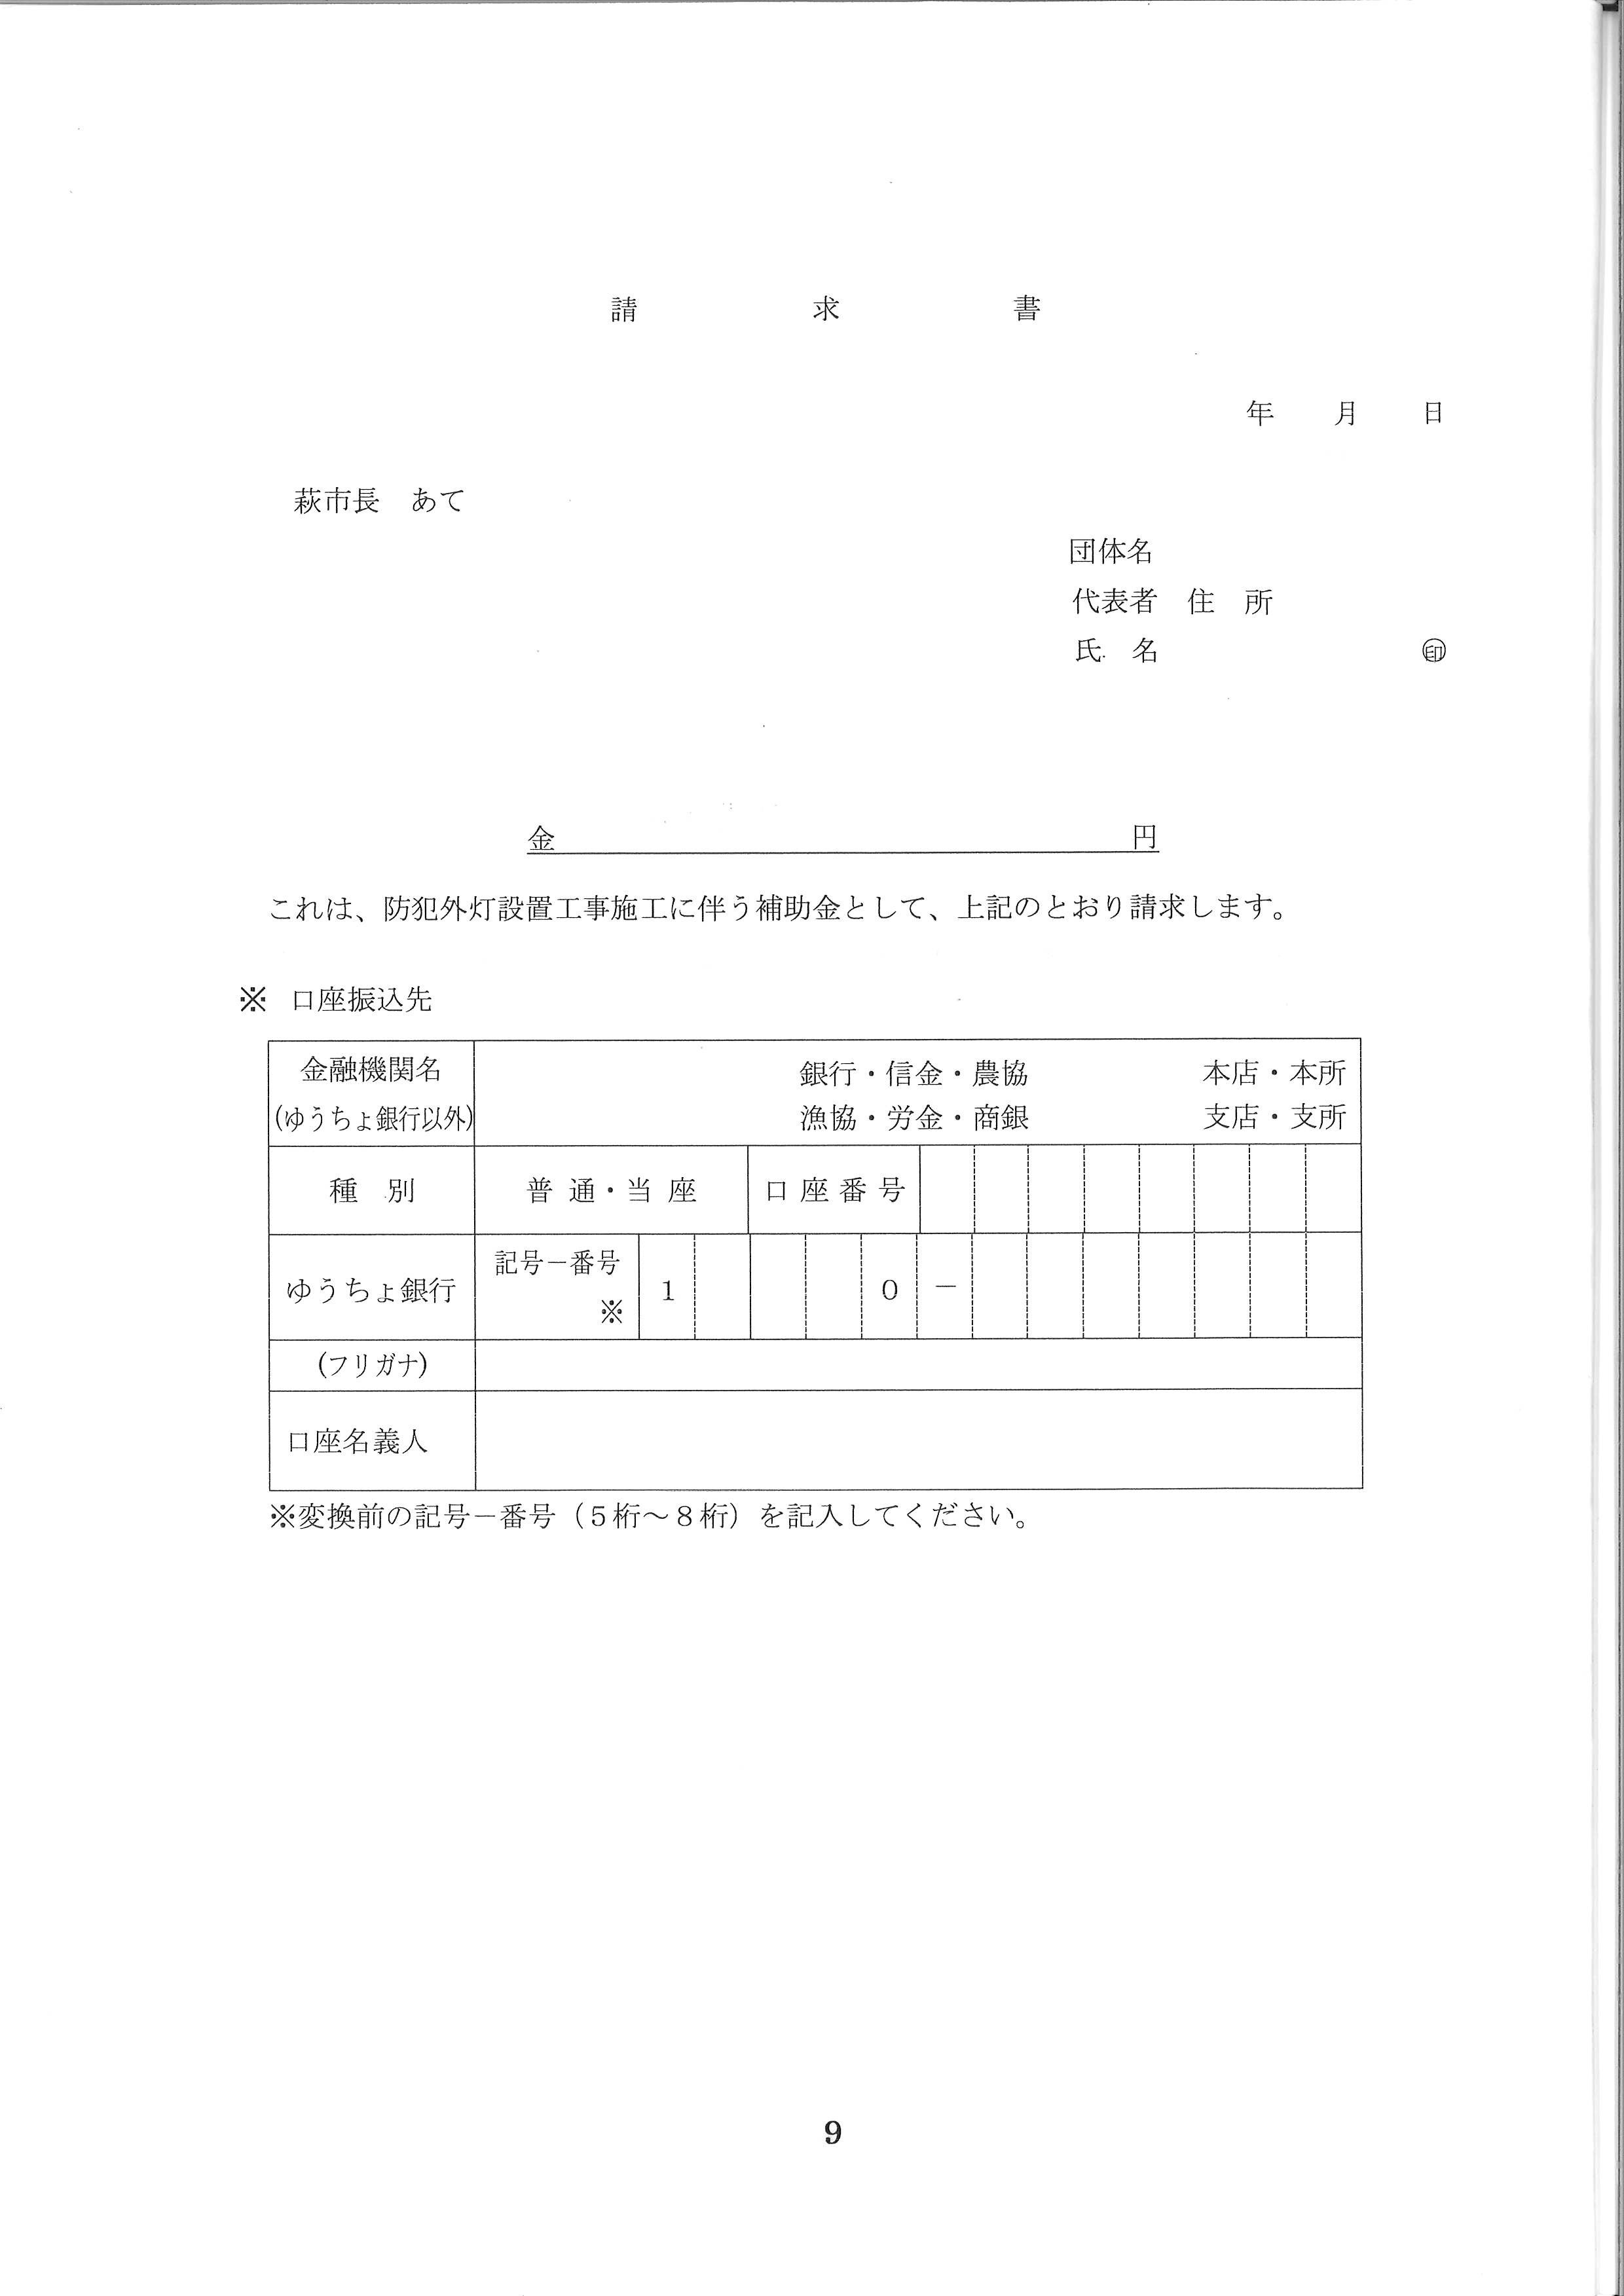 請求書
年 月 日
萩市長 あて
団体名
代表者 住 所
氏 名 ㊞
金 円
これは、防犯外灯設置工事施工に伴う補助金として、上記のとおり請求します。
※ 口座振込先
金融機関名 銀行・信金・農協 本店・本所
(ゆうちょ銀行以外) 漁協・労金・商銀 支店・支所
種 別 普 通・当 座 口 座 番 号
ゆうちょ銀行 記号－番号 ※ 1 0 －
(フリガナ)
口座名義人
※変換前の記号－番号（５桁～８桁）を記入してください。
9